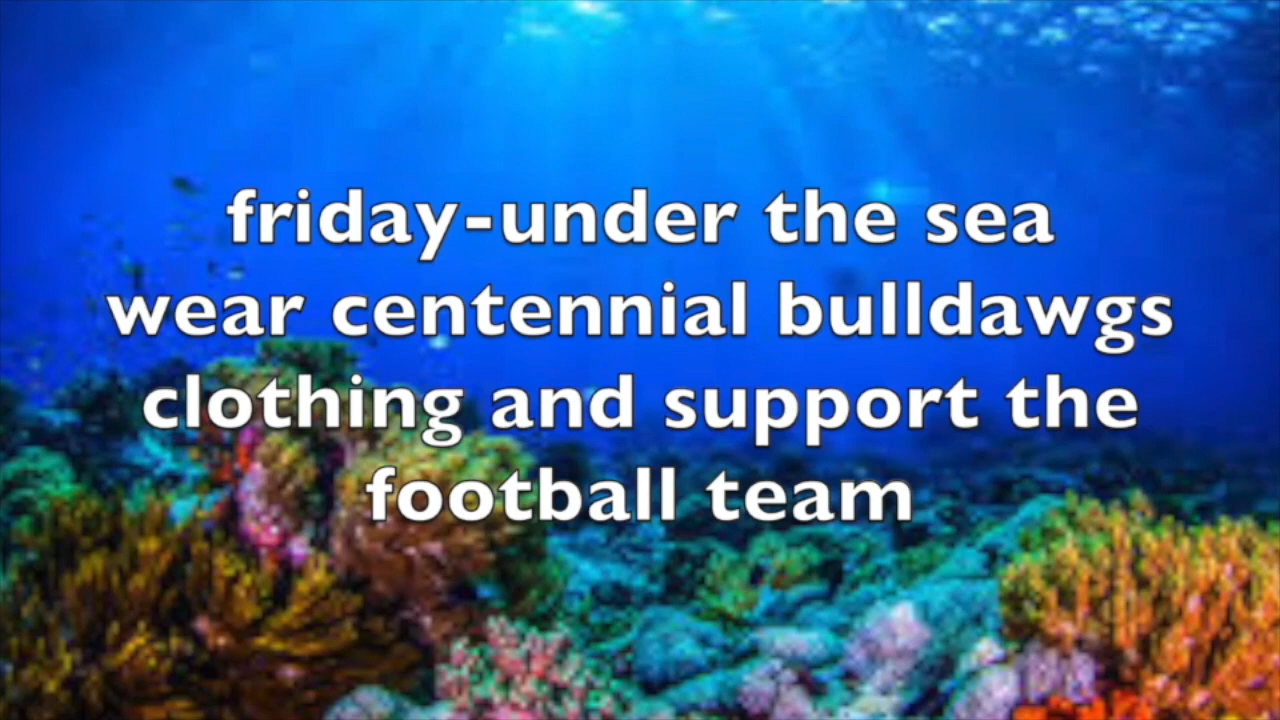 friday-under the sea
wear centennial bulldawgs
clothing and support the
football team